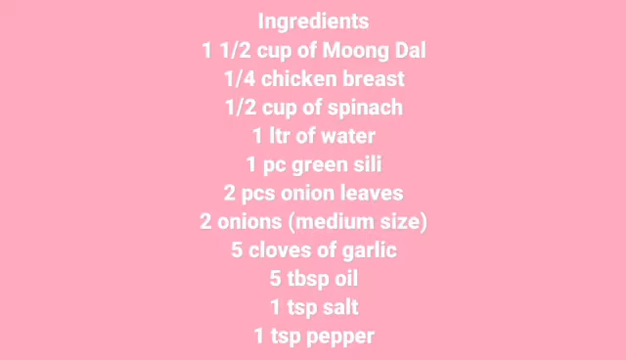 Ingredients
1 1/2 cup of Moong Dal
1/4 chicken breast
1/2 cup of spinach
1 ltr of water
1 pc green sili
2 pcs onion leaves
2 onions (medium size)
5 cloves of garlic
5 tbsp oil
1 tsp salt
1 tsp pepper